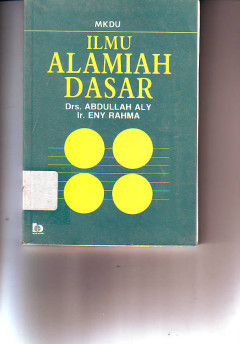 MKDU
ILMU
ALAMIAH
DASAR
Drs. ABDULLAH ALY
Ir. ENY RAHMA